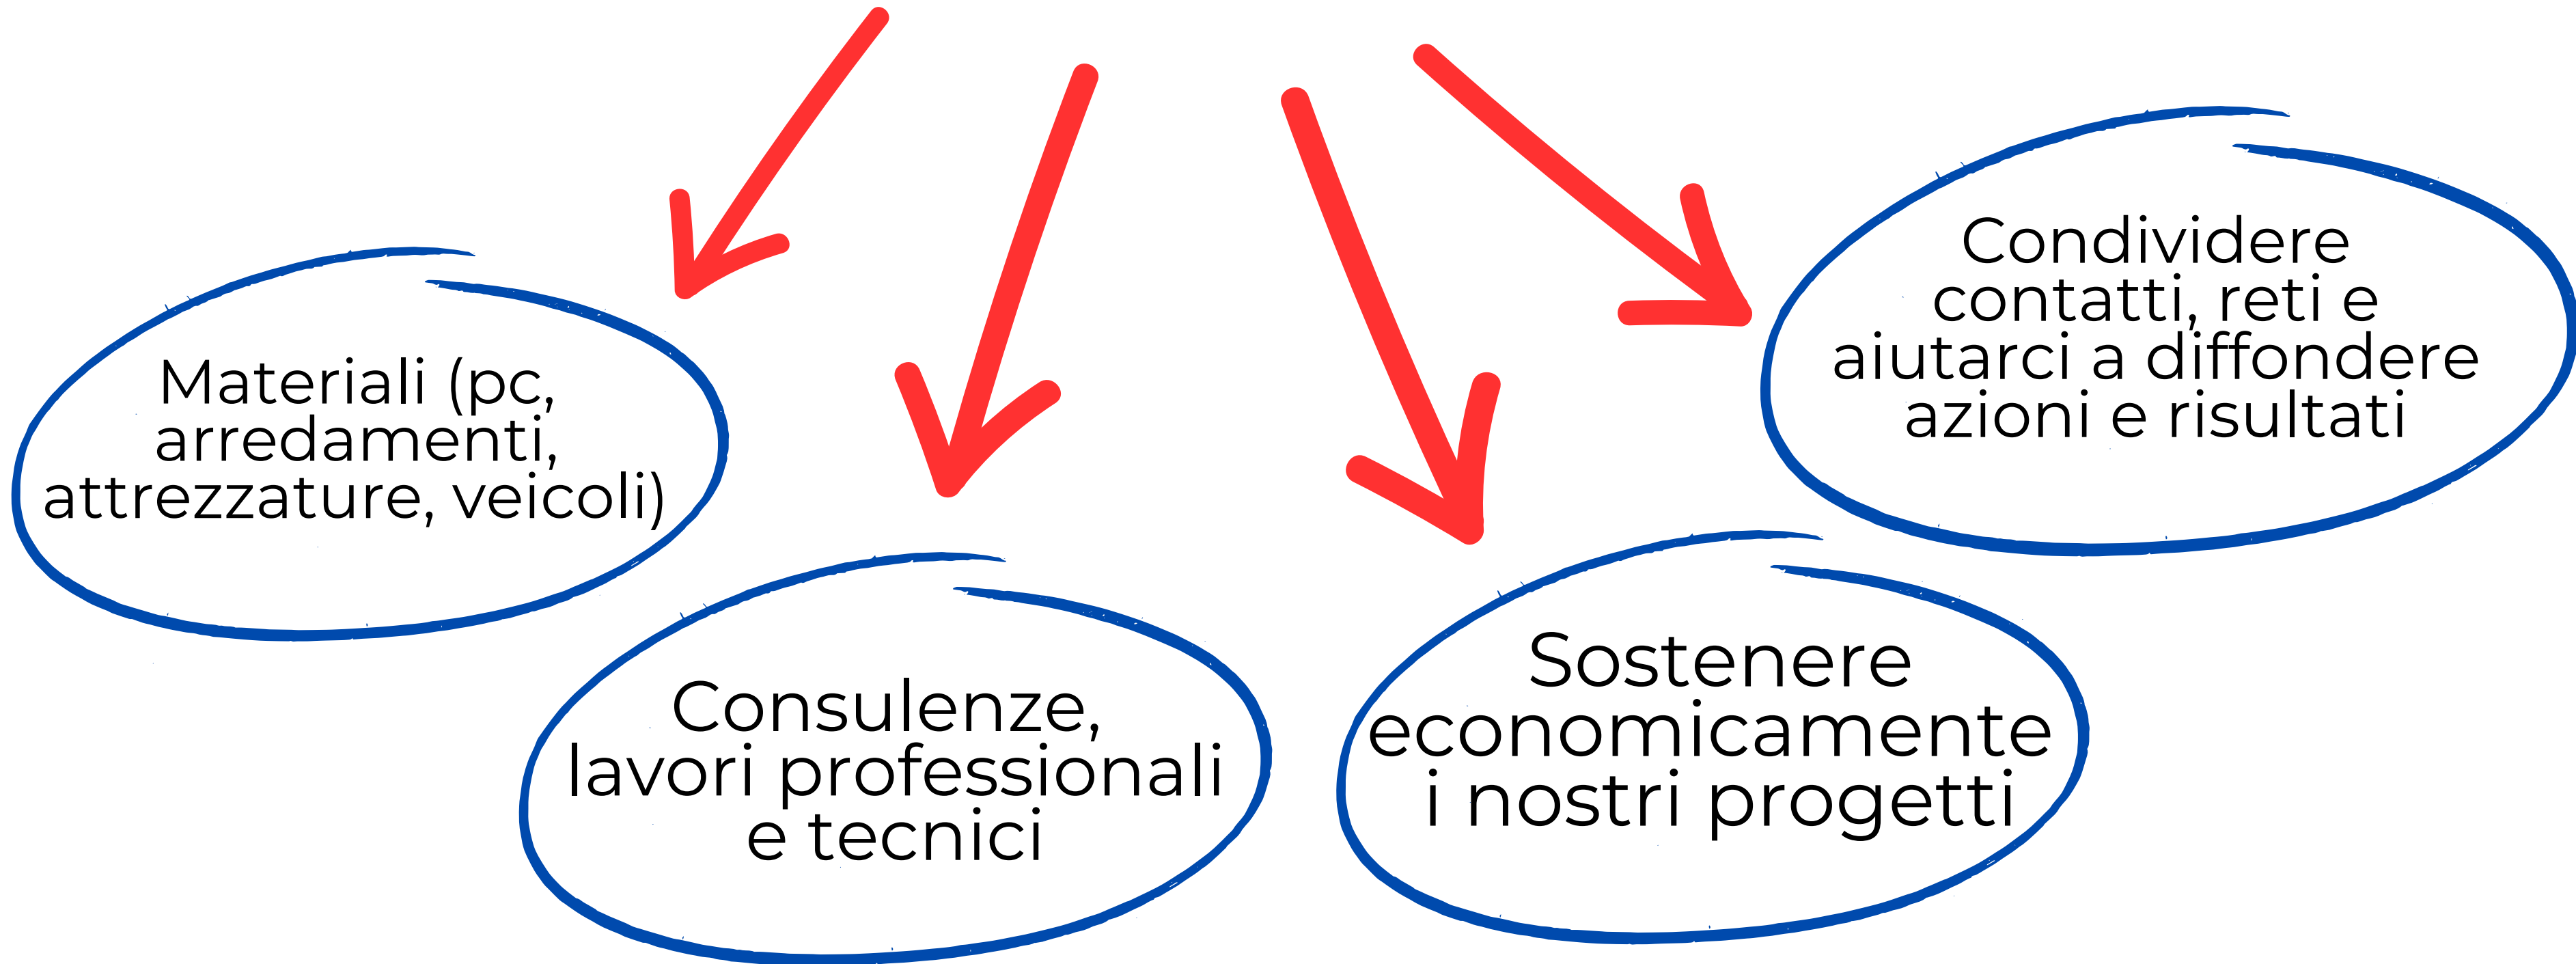 Materiali (pc,
arredamenti,
attrezzature, veicoli)
Consulenze,
lavori professionali
e tecnici
Sostenere
economicamente
i nostri progetti
Condividere
contatti, reti e
aiutarci a diffondere
azioni e risultati